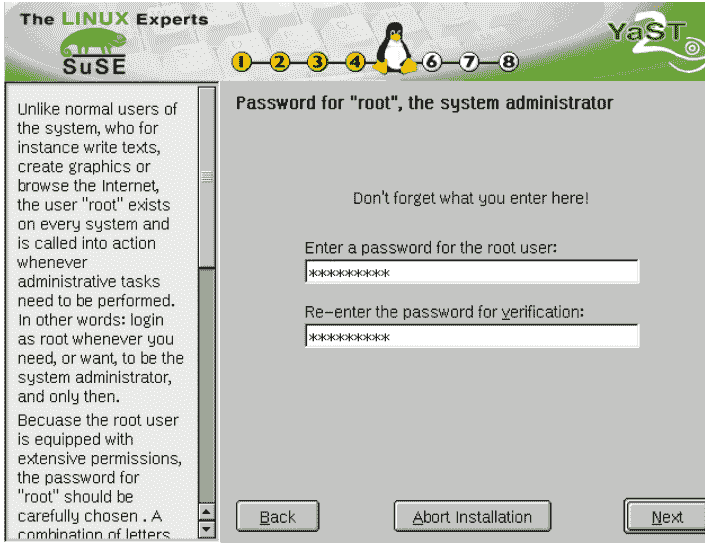 The LINUX Experts
SuSE
1 2 3 4 6 7 8
YaST 2
Unlike normal users of
the system, who for
instance write texts,
create graphics or
browse the Internet,
the user "root" exists
on every system and
is called into action
whenever
administrative tasks
need to be performed.
In other words: login
as root whenever you
need, or want, to be the
system administrator,
and only then.
Becuase the root user
is equipped with
extensive permissions,
the password for
"root" should be
carefully chosen . A
combination of letters
Password for "root", the system administrator
Don't forget what you enter here!
Enter a password for the root user:
*********
Re-enter the password for verification:
*********
Back
Abort Installation
Next